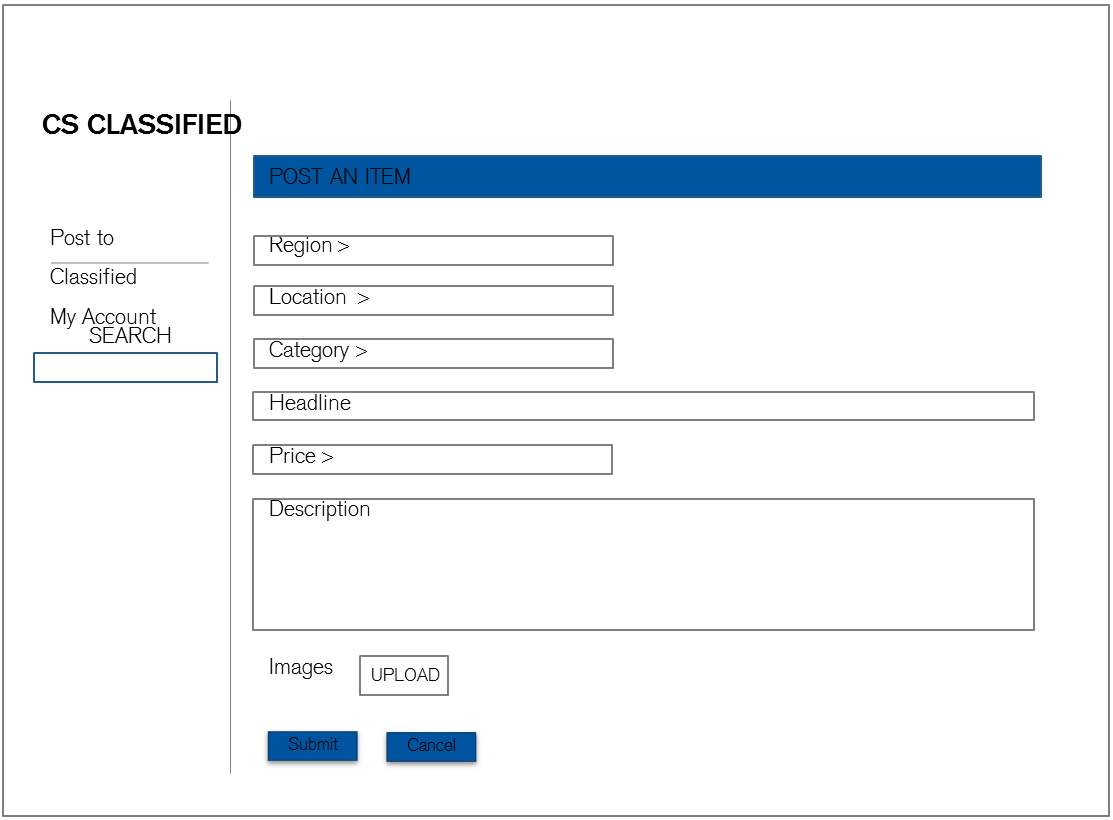 CS CLASSIFIED
Post to
Classified
My Account
SEARCH
POST AN ITEM
Region >
Location >
Category >
Headline
Price >
Description
Images
UPLOAD
Submit
Cancel